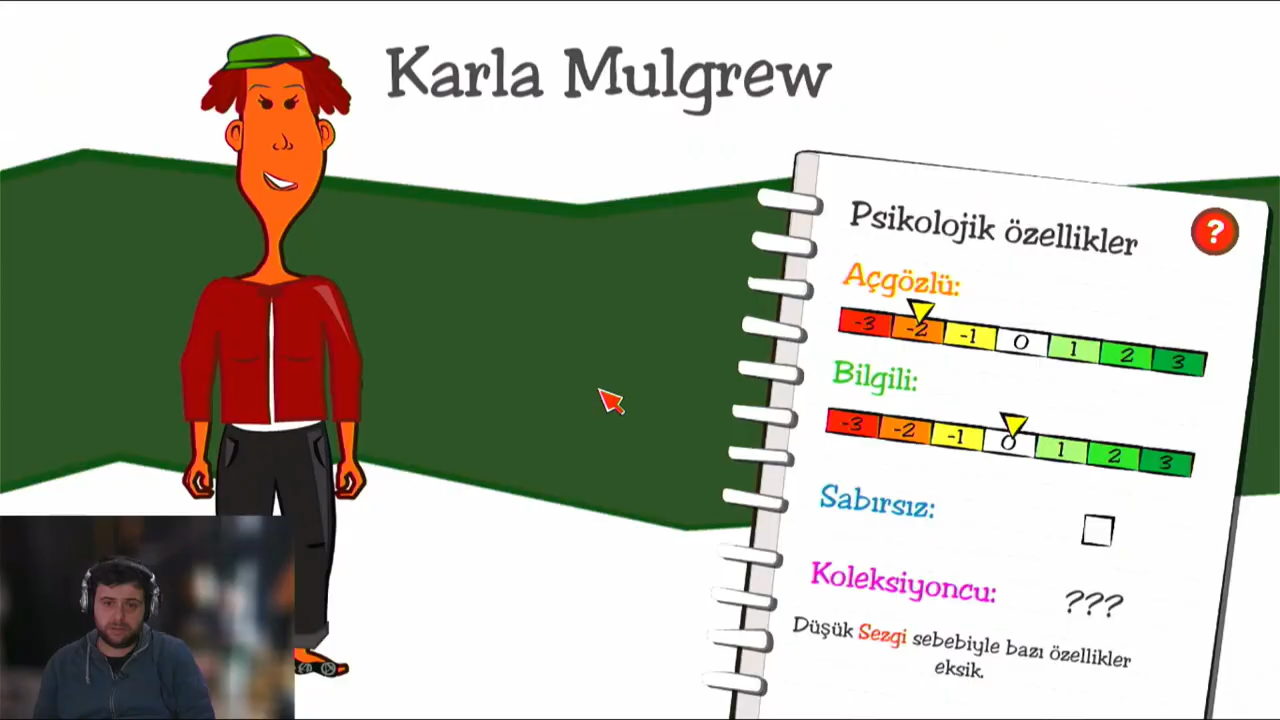 Karla Mulgrew
Psikolojik özellikler
?
Açgözlü:
-3 -2 -1 0 1 2 3
Bilgili:
-3 -2 -1 0 1 2 3
Sabırsız:
Koleksiyoncu: ???
Düşük Sezgi sebebiyle bazı özellikler
eksik.